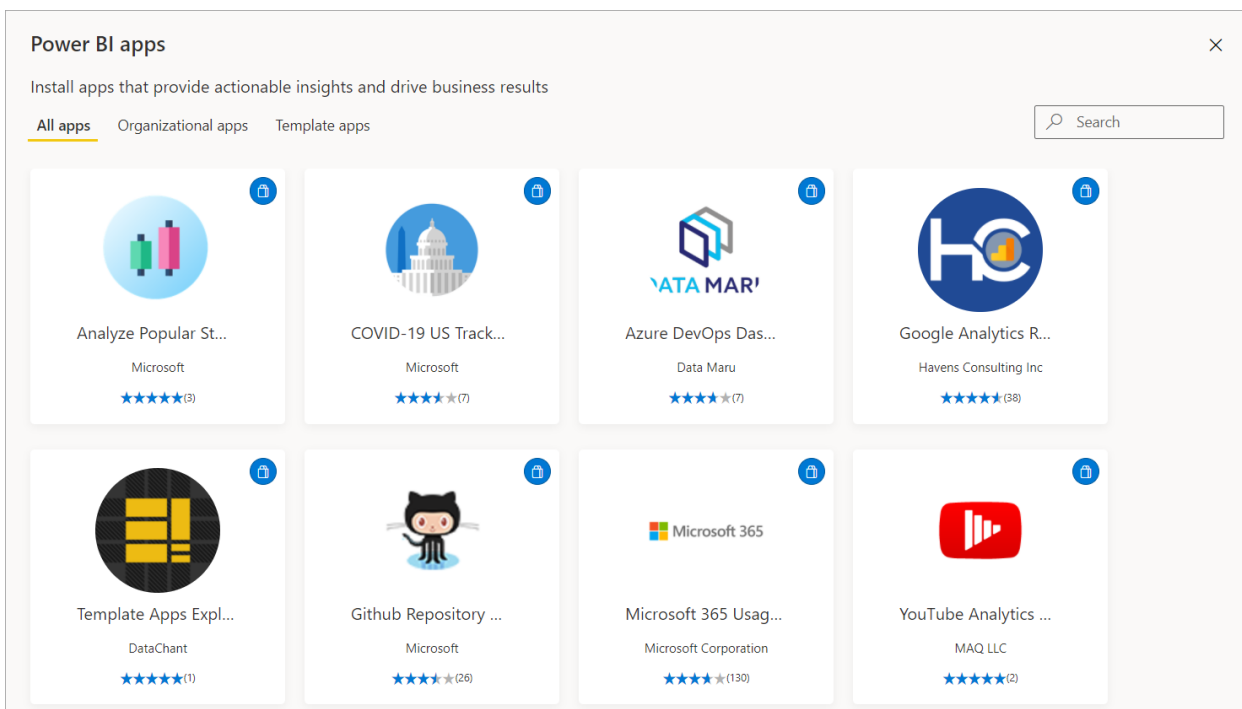 Power BI apps
Install apps that provide actionable insights and drive business results
All apps Organizational apps Template apps
Search
DATA MARU
HC
Analyze Popular St... COVID-19 US Track... Azure DevOps Das... Google Analytics R...
Microsoft Microsoft Data Maru Havens Consulting Inc
(3) (7) (7) (38)
Microsoft 365
Template Apps Expl... Github Repository ... Microsoft 365 Usag... YouTube Analytics ...
DataChant Microsoft Microsoft Corporation MAQ LLC
(1) (26) (130) (2)